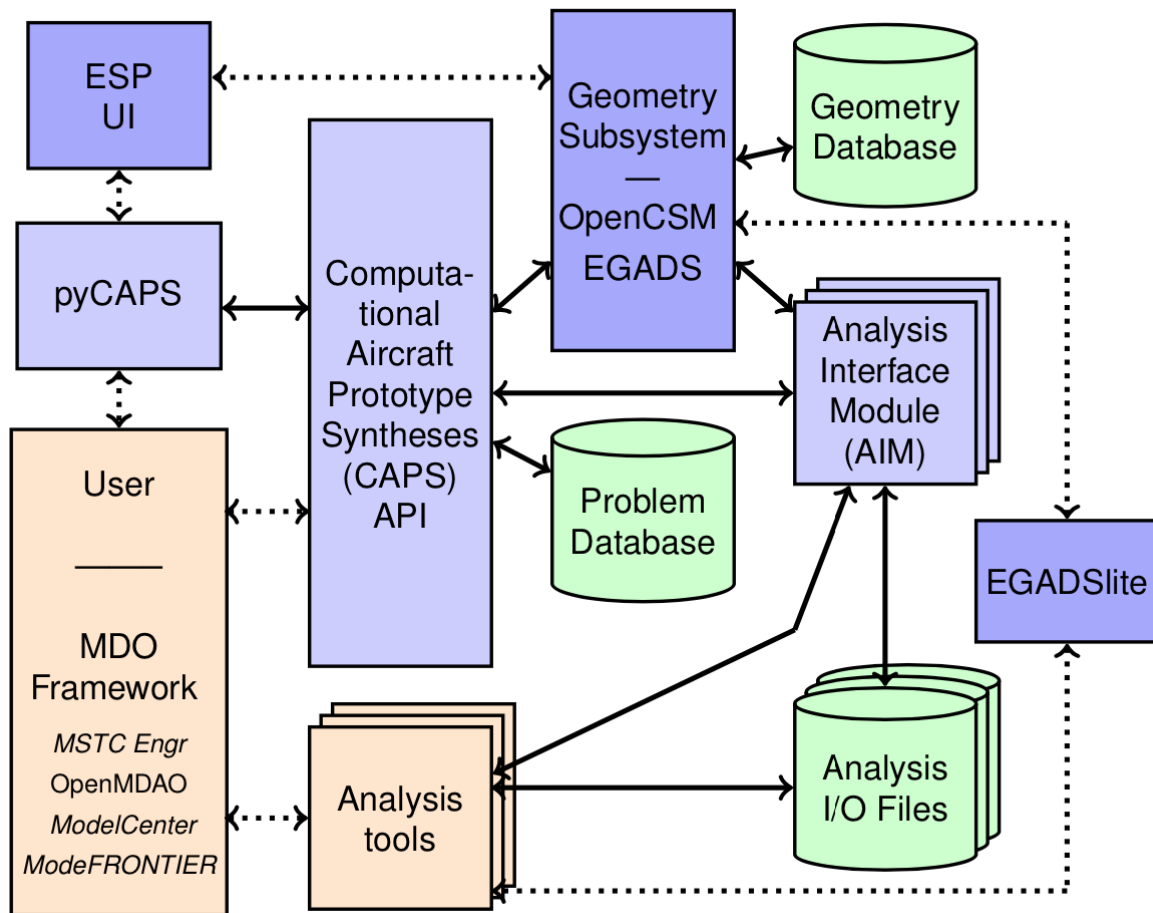 ESP
UI
Geometry
Subsystem
—
OpenCSM
EGADS
Geometry
Database
pyCAPS
Computa-
tional
Aircraft
Prototype
Syntheses
(CAPS)
API
Analysis
Interface
Module
(AIM)
Problem
Database
EGADSlite
User
MDO
Framework
MSTC Engr
OpenMDAO
ModelCenter
ModeFRONTIER
Analysis
tools
Analysis
I/O Files